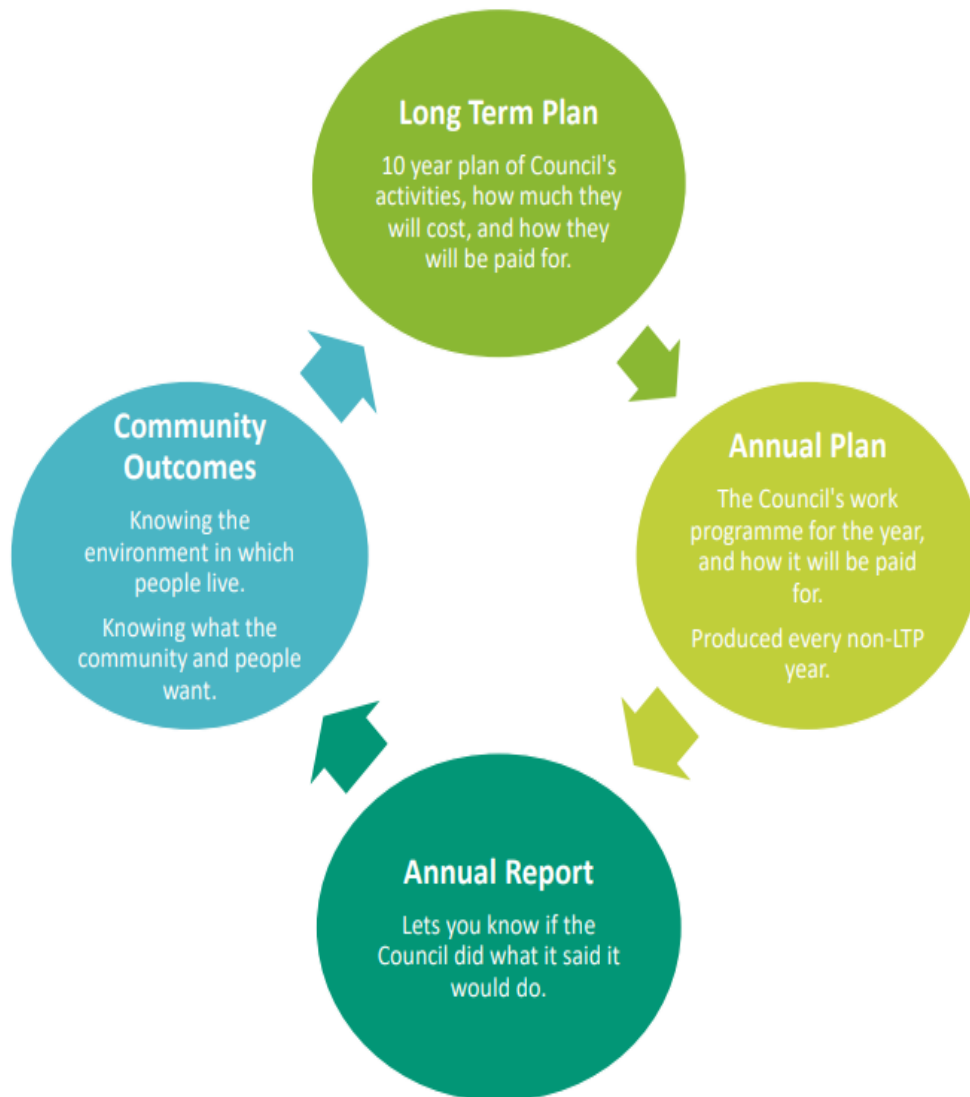 Long Term Plan
10 year plan of Council's
activities, how much they
will cost, and how they
will be paid for.
Community
Outcomes
Knowing the
environment in which
people live.
Knowing what the
community and people
want.
Annual Plan
The Council's work
programme for the year,
and how it will be paid
for.
Produced every non-LTP
year.
Annual Report
Lets you know if the
Council did what it said it
would do.